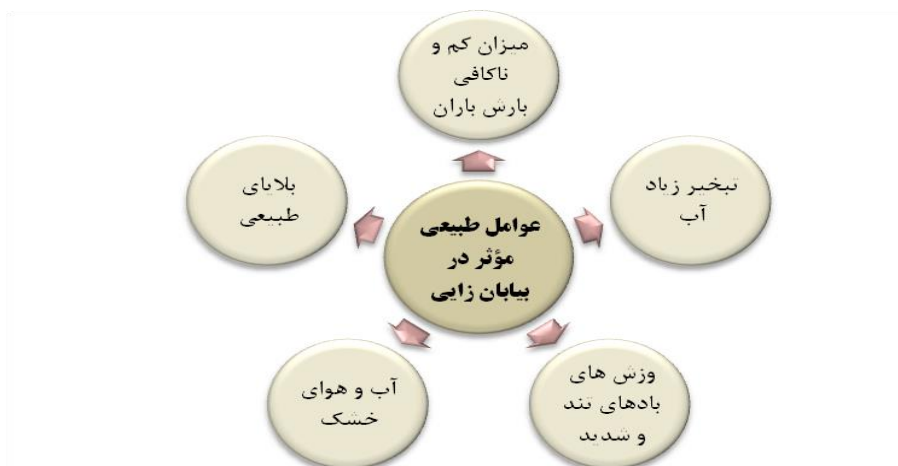 میزان کم و
ناکافی
بارش باران
تبخیر زیاد
آب
بلایای
طبیعی
عوامل طبیعی
مؤثر در
بیابان زایی
وزش های
بادهای تند
و شدید
آب و هوای
خشک